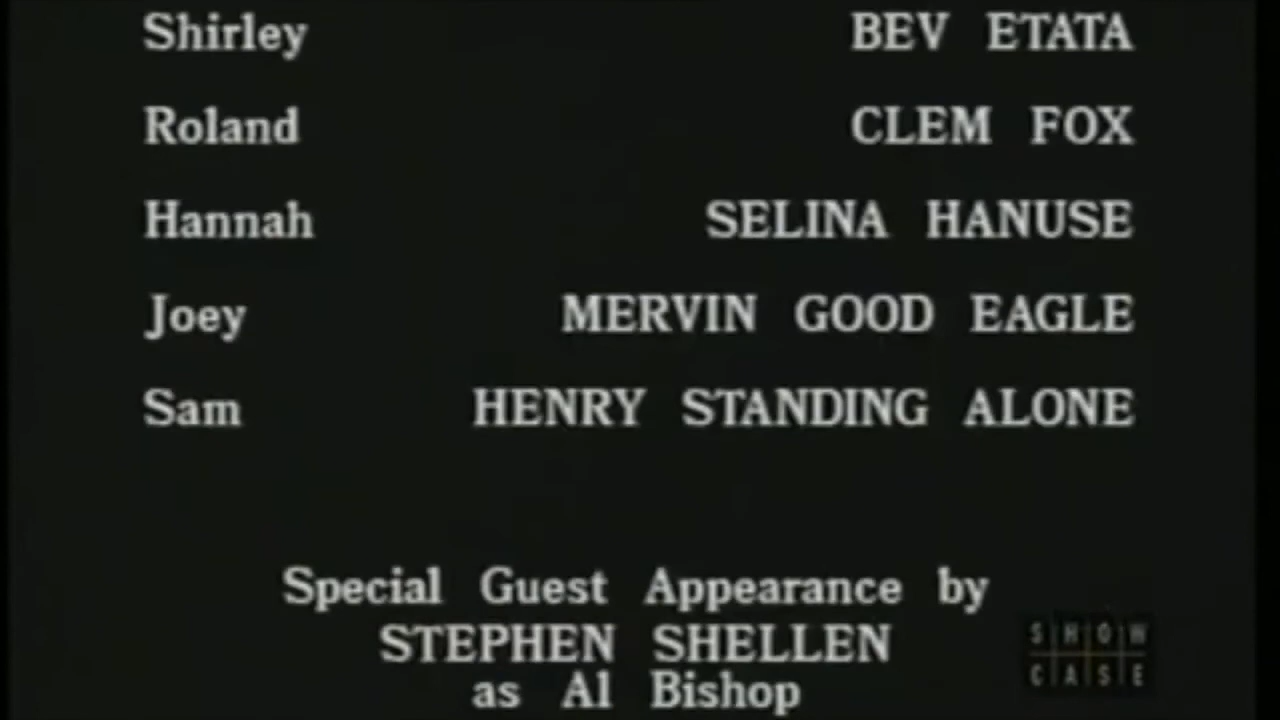 Shirley BEV ETATA
Roland CLEM FOX
Hannah SELINA HANUSE
Joey MERVIN GOOD EAGLE
Sam HENRY STANDING ALONE
Special Guest Appearance by
STEPHEN SHELLEN
as Al Bishop
SHOW
CASE